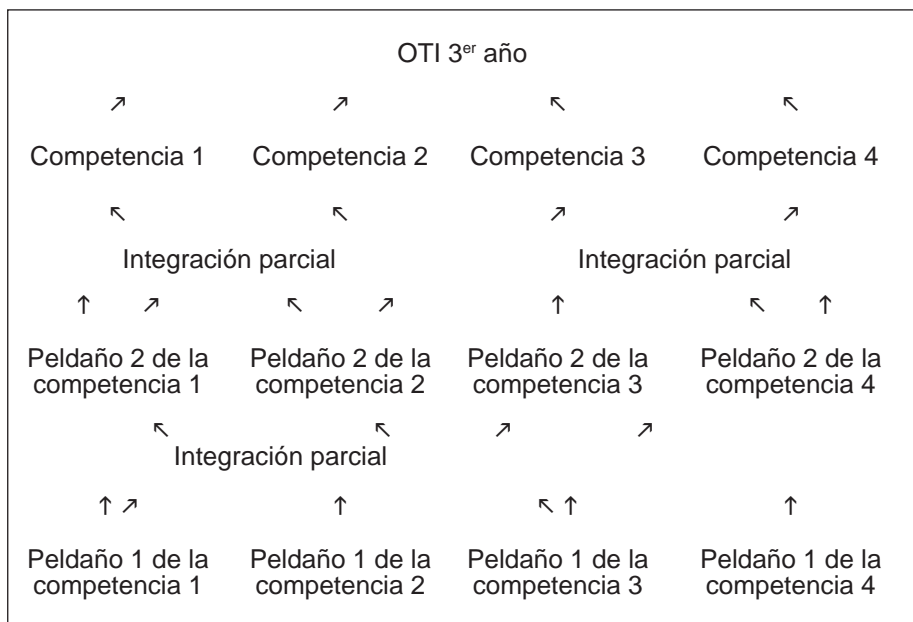 OTI 3er año
↗ ↗ ↖ ↖
Competencia 1 Competencia 2 Competencia 3 Competencia 4
↖ ↖ ↗ ↗
Integración parcial Integración parcial
↑ ↗ ↖ ↗ ↑ ↖ ↑
Peldaño 2 de la Peldaño 2 de la Peldaño 2 de la Peldaño 2 de la
competencia 1 competencia 2 competencia 3 competencia 4
↖ ↖ ↗ ↗
Integración parcial
↑ ↗ ↑ ↖ ↑ ↑
Peldaño 1 de la Peldaño 1 de la Peldaño 1 de la Peldaño 1 de la
competencia 1 competencia 2 competencia 3 competencia 4